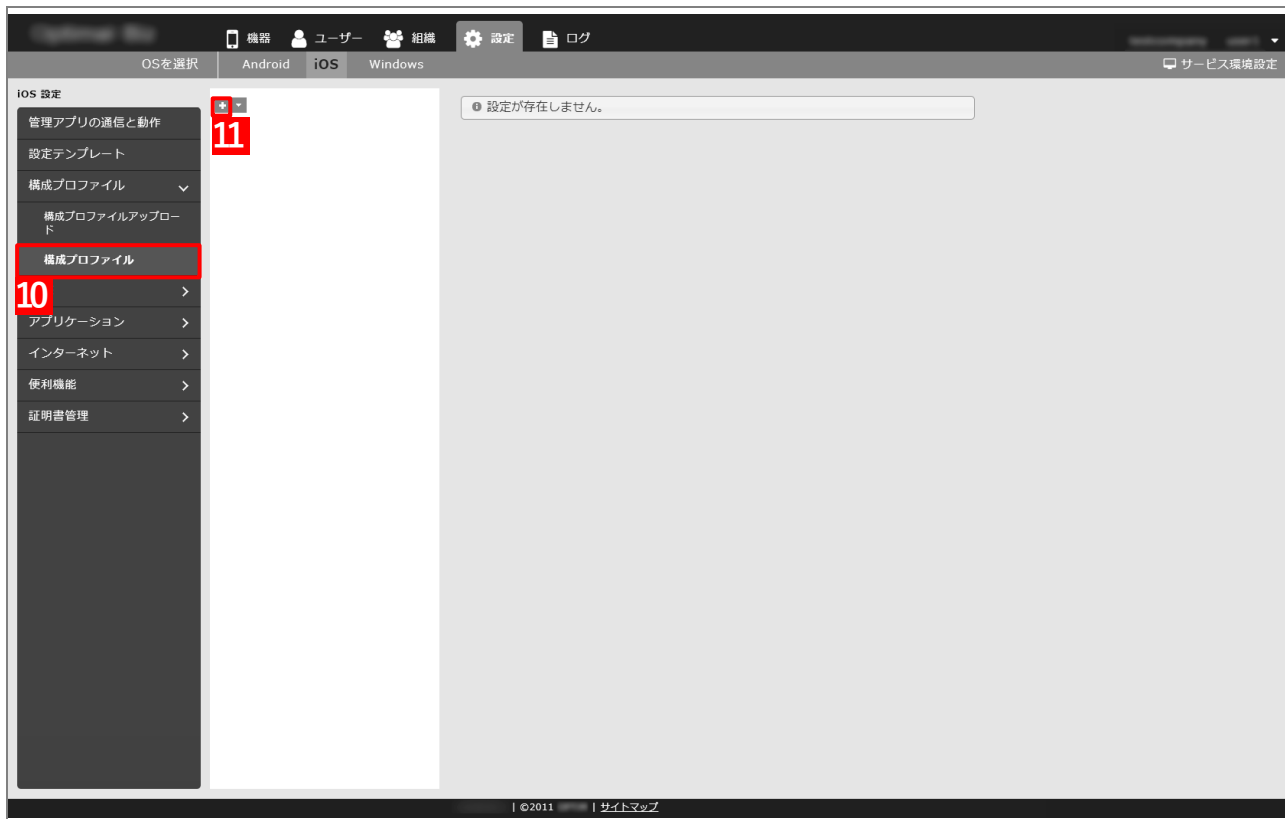 機器 ユーザー 組織 設定 ログ
OSを選択 Android iOS Windows サービス環境設定
iOS 設定
管理アプリの通信と動作
設定テンプレート
構成プロファイル
構成プロファイルアップロー
ド
構成プロファイル
10
アプリケーション
インターネット
便利機能
証明書管理
11
設定が存在しません。
| ©2011 | サイトマップ